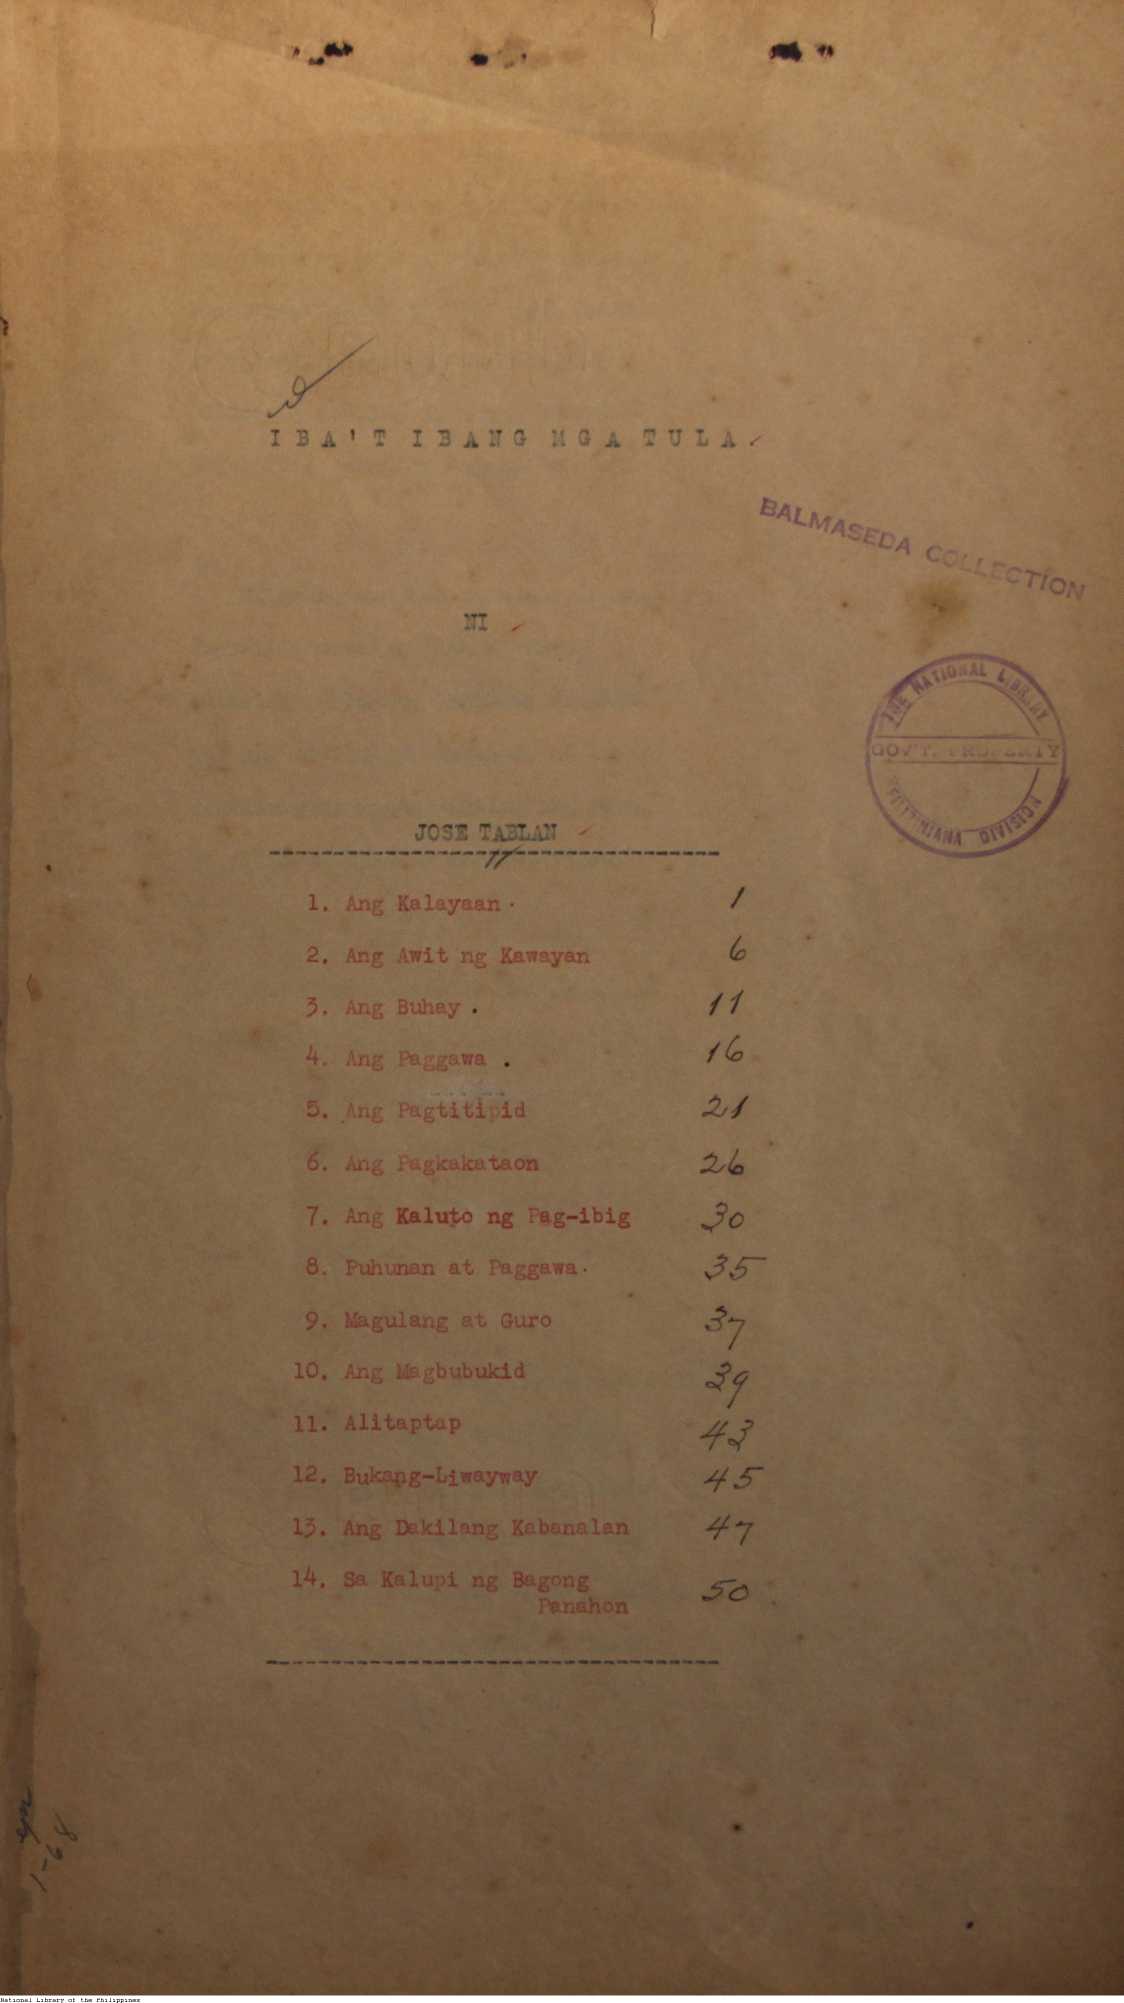 IBA'T IBANG MGA TULA.
BALMASEDA COLLECTION
NI
THE NATIONAL LIBRARY
GOV'T. PROPERTY
FILIPINIANA DIVISION
JOSE TABLAN
1. Ang Kalayaan . 1
2. Ang Awit ng Kawayan 6
3. Ang Buhay . 11
4. Ang Paggawa . 16
5. Ang Pagtitipid 21
6. Ang Pagkakataon 26
7. Ang Kaluto ng Pag-ibig 30
8. Puhunan at Paggawa. 35
9. Magulang at Guro 37
10. Ang Magbubukid 39
11. Alitaptap 43
12. Bukang-Liwayway 45
13. Ang Dakilang Kabanalan 47
14. Sa Kalupi ng Bagong
Panahon 50
1-68
National Library of the Philippines